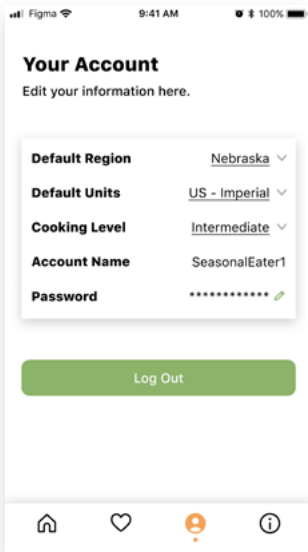 Figma 9:41 AM 100%
Your Account
Edit your information here.
Default Region Nebraska
Default Units US - Imperial
Cooking Level Intermediate
Account Name SeasonalEater1
Password ************
Log Out